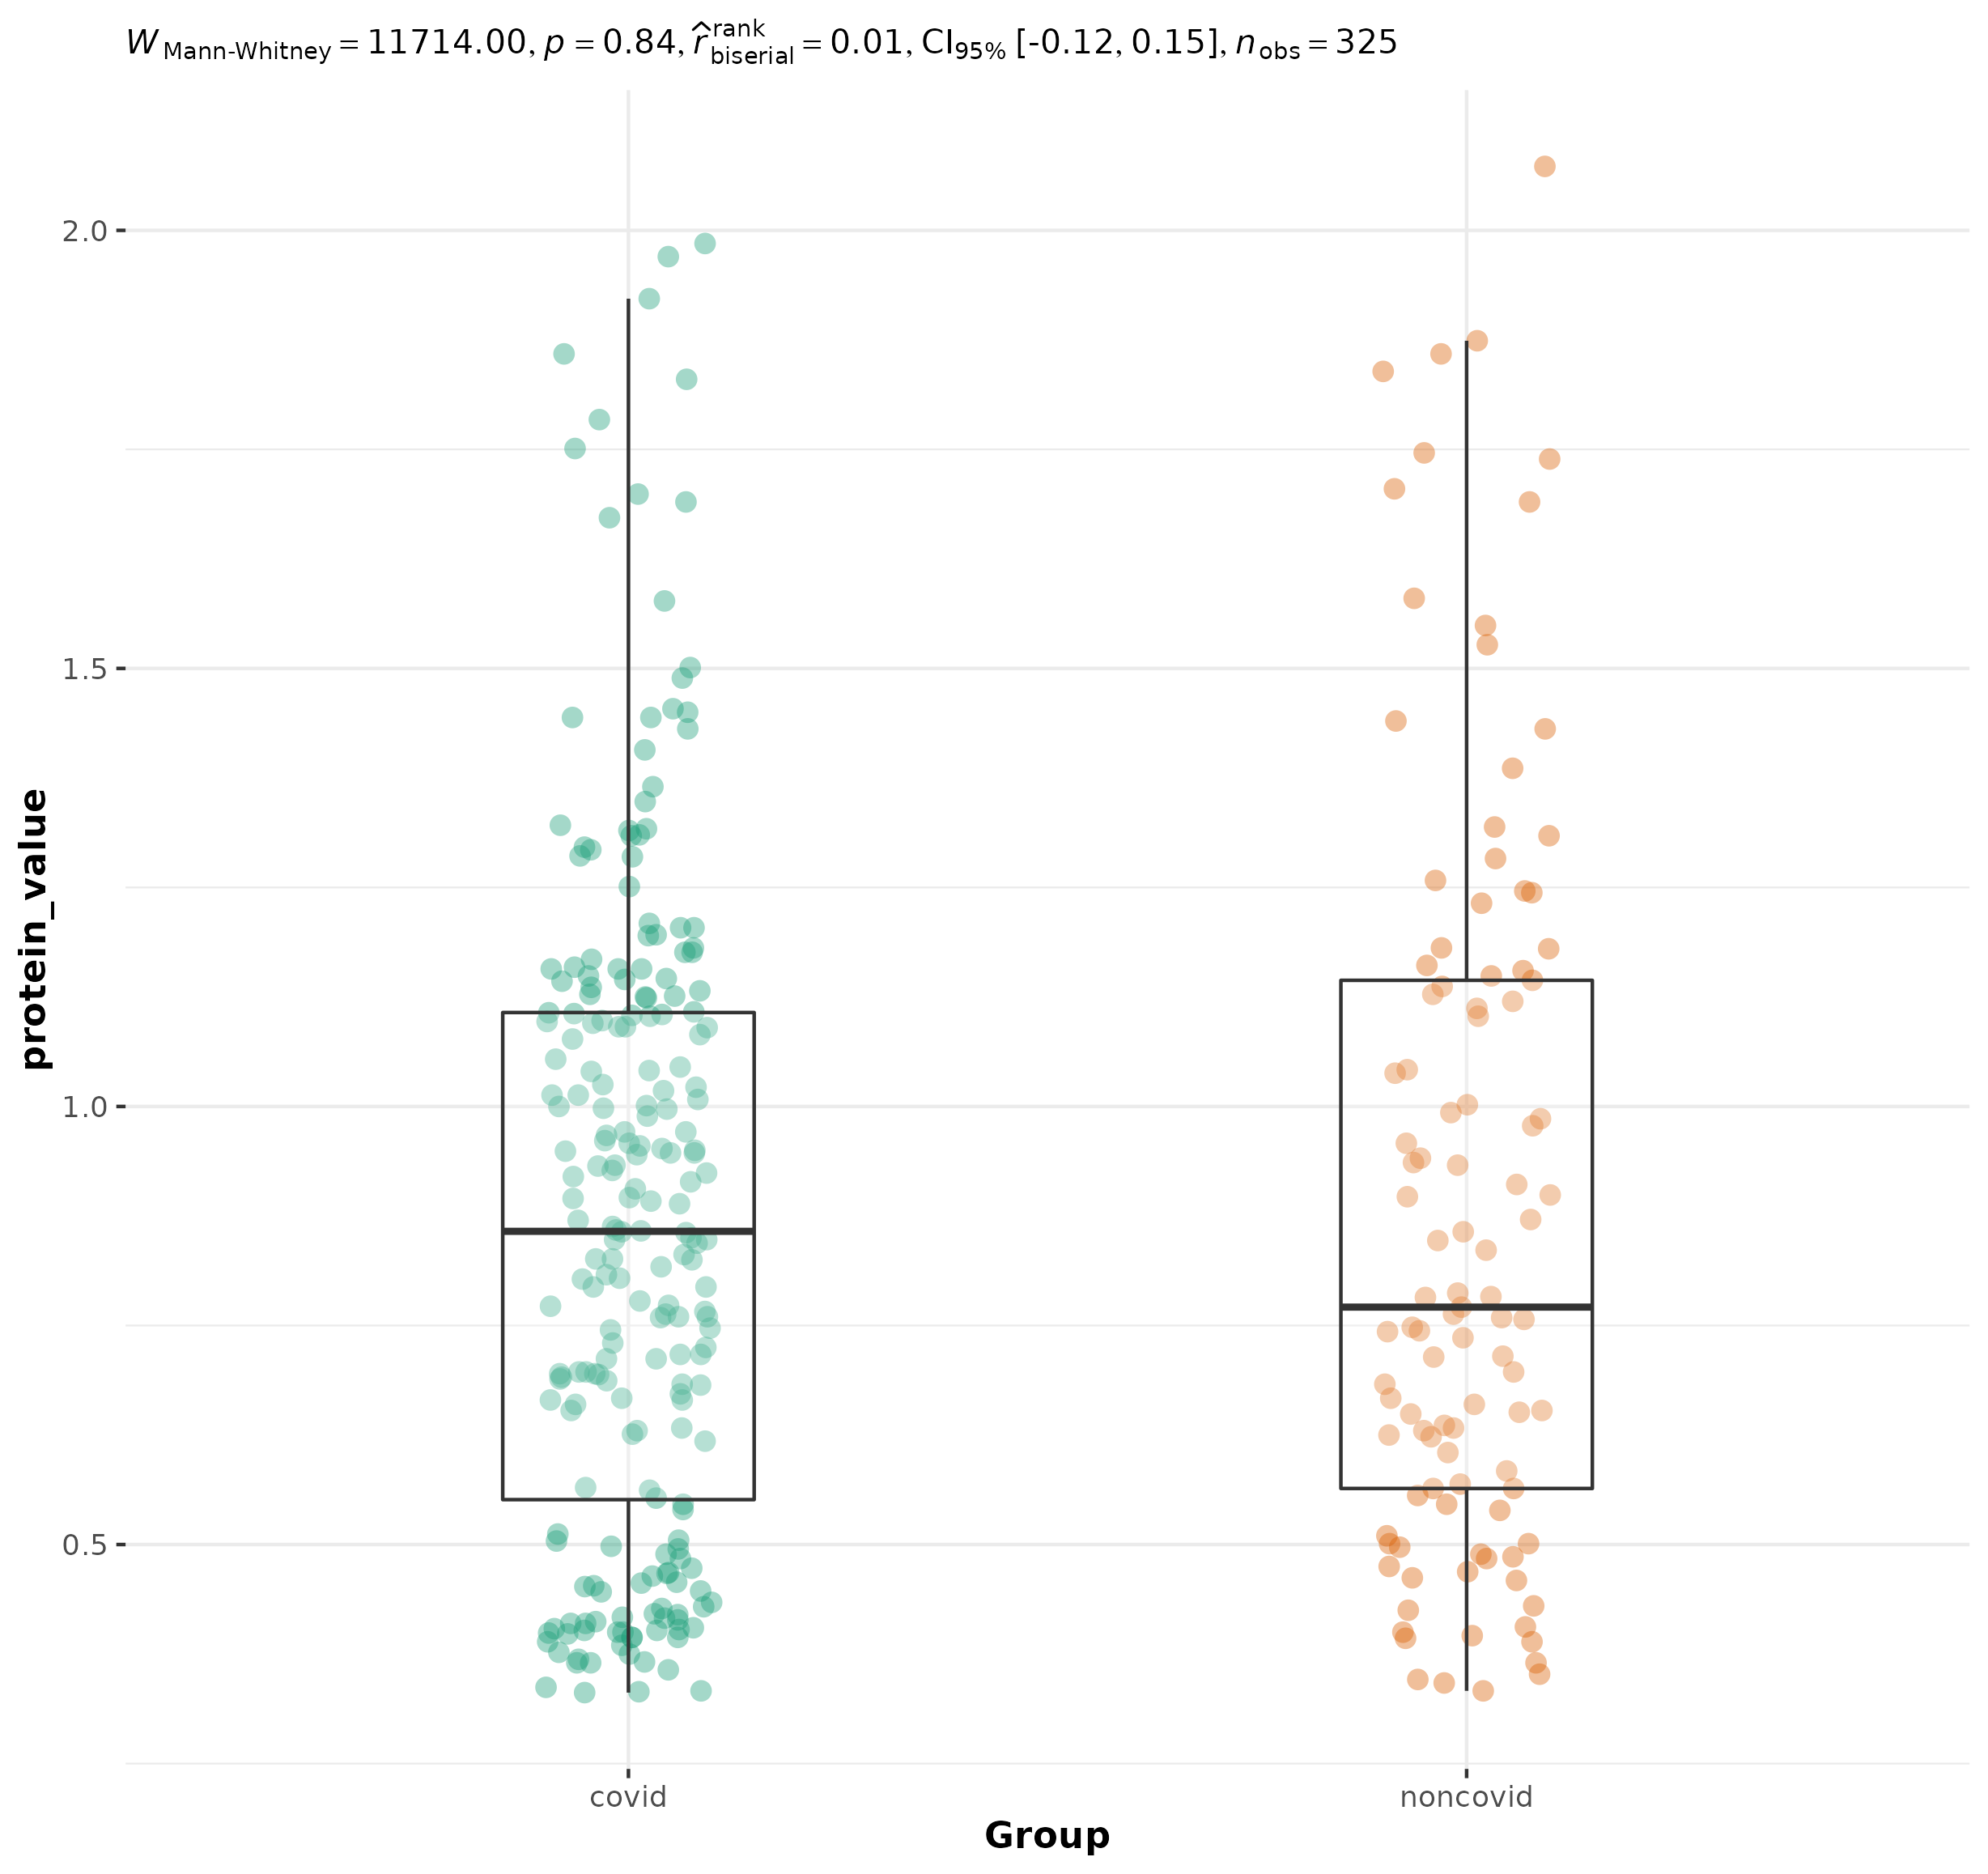 W Mann-Whitney = 11714.00, p = 0.84, r̂ rank biserial = 0.01, CI95% [-0.12, 0.15], nobs = 325
protein_value
2.0
1.5
1.0
0.5
covid noncovid
Group